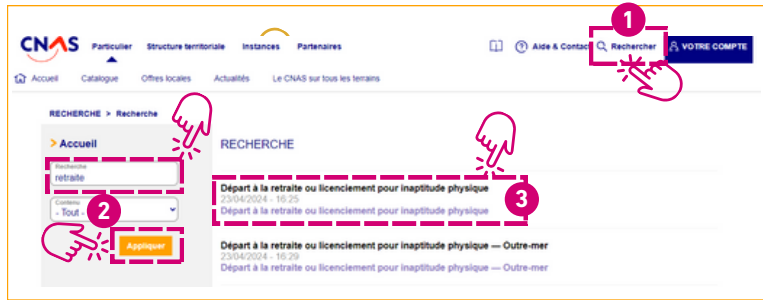 1
CNAS Particulier Structure territoriale Instances Partenaires Aide & Contact Rechercher VOTRE COMPTE
Accueil Catalogue Offres locales Actualités Le CNAS sur tous les terrains
RECHERCHE > Recherche
> Accueil
RECHERCHE
Recherche
retraite
Contenu
- Tout -
2
Appliquer
Départ à la retraite ou licenciement pour inaptitude physique
23/04/2024 - 16:25
Départ à la retraite ou licenciement pour inaptitude physique
3
Départ à la retraite ou licenciement pour inaptitude physique — Outre-mer
23/04/2024 - 16:29
Départ à la retraite ou licenciement pour inaptitude physique — Outre-mer